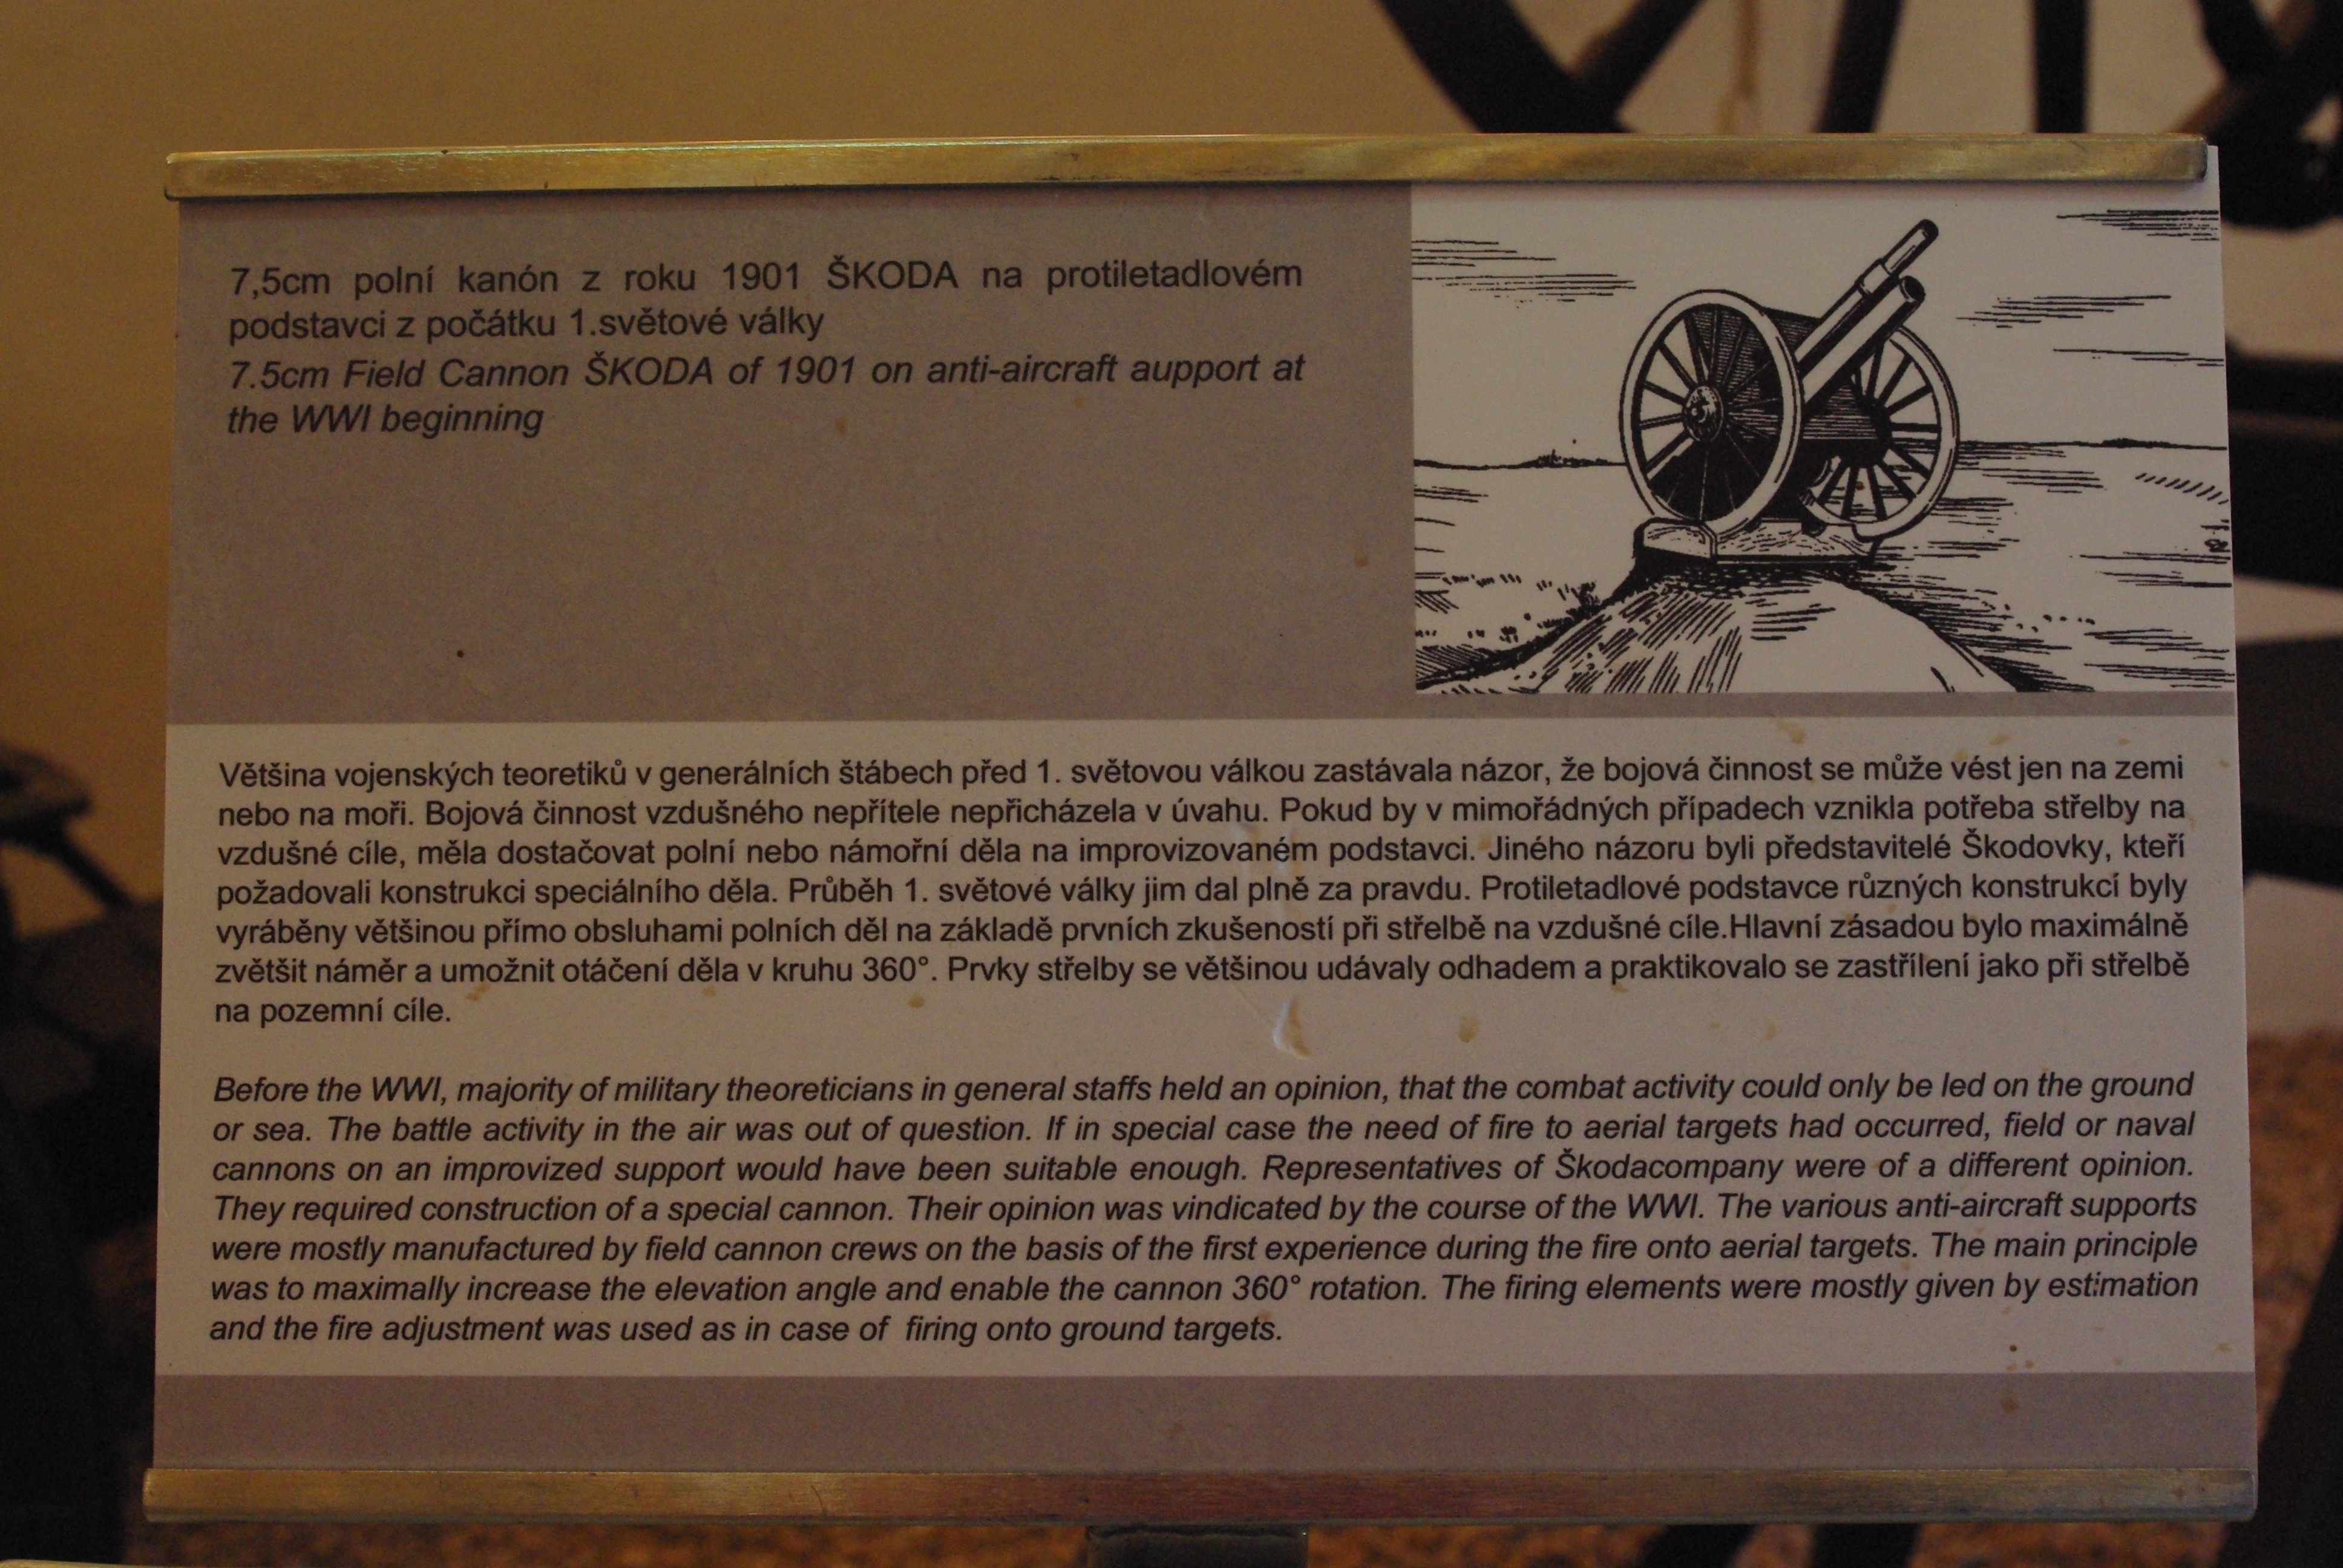 7,5cm polní kanón z roku 1901 ŠKODA na protiletadlovém
podstavci z počátku 1.světové války
7.5cm Field Cannon ŠKODA of 1901 on anti-aircraft aupport at
the WWI beginning
Většina vojenských teoretiků v generálních štábech před 1. světovou válkou zastávala názor, že bojová činnost se může vést jen na zemi
nebo na moři. Bojová činnost vzdušného nepřítele nepřicházela v úvahu. Pokud by v mimořádných případech vznikla potřeba střelby na
vzdušné cíle, měla dostačovat polní nebo námořní děla na improvizovaném podstavci. Jiného názoru byli představitelé Škodovky, kteří
požadovali konstrukci speciálního děla. Průběh 1. světové války jim dal plně za pravdu. Protiletadlové podstavce různých konstrukcí byly
vyráběny většinou přímo obsluhami polních děl na základě prvních zkušeností při střelbě na vzdušné cíle.Hlavní zásadou bylo maximálně
zvětšit náměr a umožnit otáčení děla v kruhu 360°. Prvky střelby se většinou udávaly odhadem a praktikovalo se zastřílení jako při střelbě
na pozemní cíle.
Before the WWI, majority of military theoreticians in general staffs held an opinion, that the combat activity could only be led on the ground
or sea. The battle activity in the air was out of question. If in special case the need of fire to aerial targets had occurred, field or naval
cannons on an improvized support would have been suitable enough. Representatives of Škodacompany were of a different opinion.
They required construction of a special cannon. Their opinion was vindicated by the course of the WWI. The various anti-aircraft supports
were mostly manufactured by field cannon crews on the basis of the first experience during the fire onto aerial targets. The main principle
was to maximally increase the elevation angle and enable the cannon 360° rotation. The firing elements were mostly given by estimation
and the fire adjustment was used as in case of firing onto ground targets.